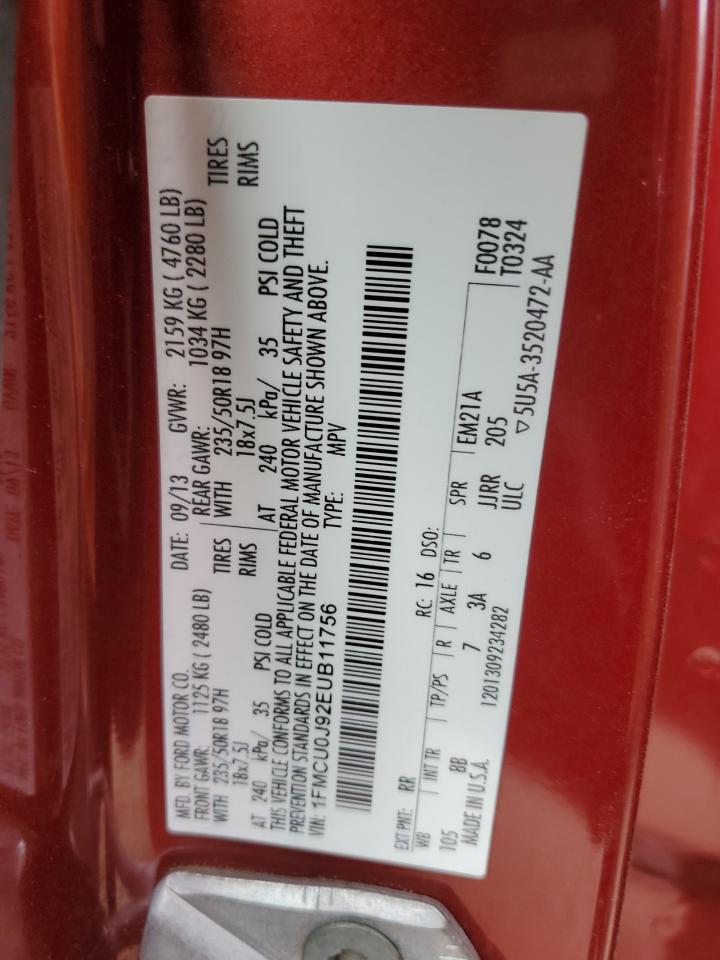 MFD. BY FORD MOTOR CO.
DATE: 09/13 GVWR: 2159 KG ( 4760 LB)
FRONT GAWR: 1125 KG ( 2480 LB) REAR GAWR: 1034 KG ( 2280 LB)
WITH 235/50R18 97H TIRES WITH 235/50R18 97H TIRES
18x7.5J RIMS 18x7.5J RIMS
AT 240 kPa/ 35 PSI COLD AT 240 kPa/ 35 PSI COLD
THIS VEHICLE CONFORMS TO ALL APPLICABLE FEDERAL MOTOR VEHICLE SAFETY AND THEFT
PREVENTION STANDARDS IN EFFECT ON THE DATE OF MANUFACTURE SHOWN ABOVE.
VIN: 1FMCU0J92EUB11756 TYPE: MPV
EXT PNT: RR RC: 16 DSO:
WB INT TR TP/PS R AXLE TR SPR EM21A F0078
105 8B 7 3A 6 JJRR 205 T0324
MADE IN U.S.A. 1201309234282 ULC ▽5U5A-3520472-AA